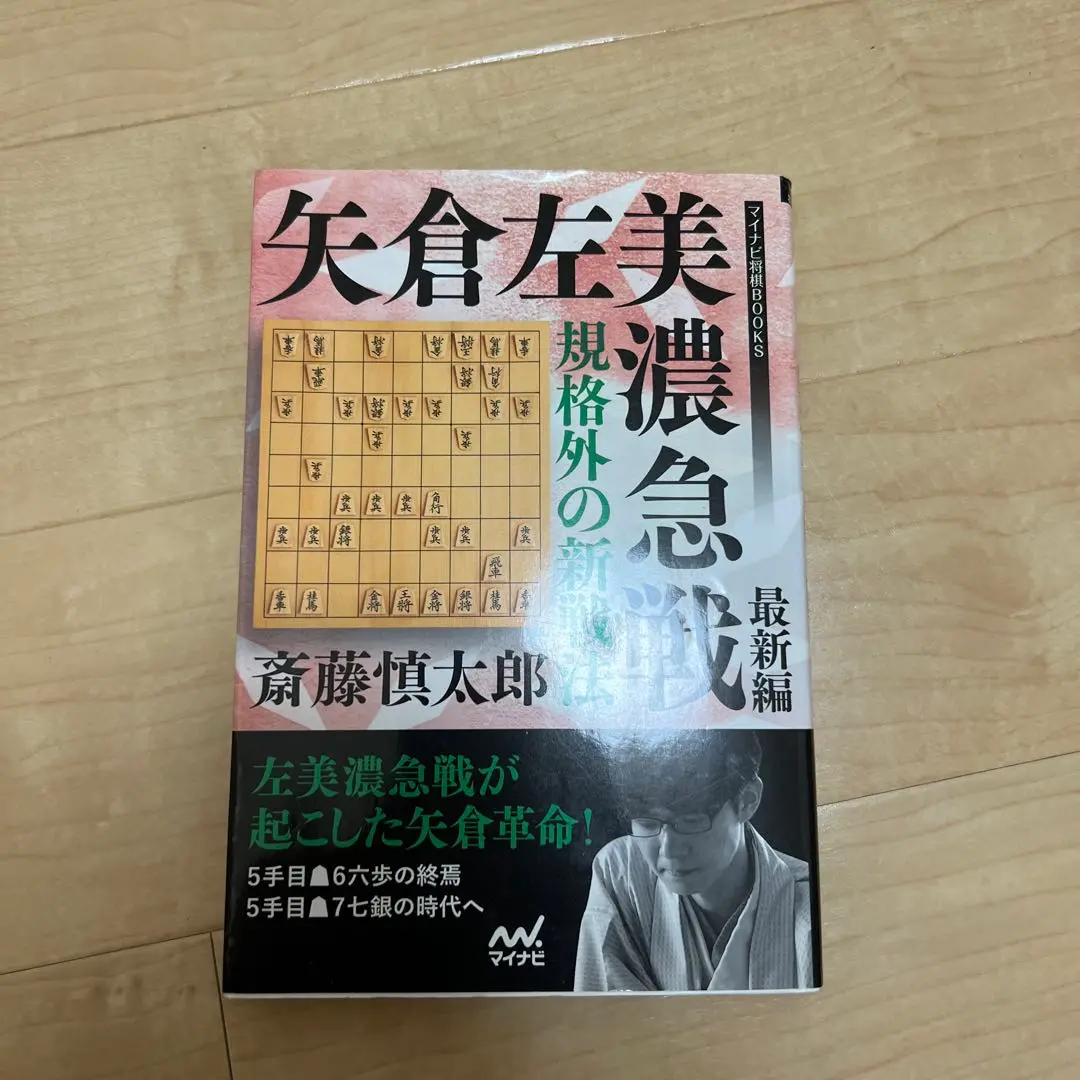 矢倉左美濃急戦
最新編
規格外の新戦法
マイナビ将棋BOOKS
斎藤慎太郎
左美濃急戦が
起こした矢倉革命!
5手目☗6六歩の終焉
5手目☗7七銀の時代へ
マイナビ